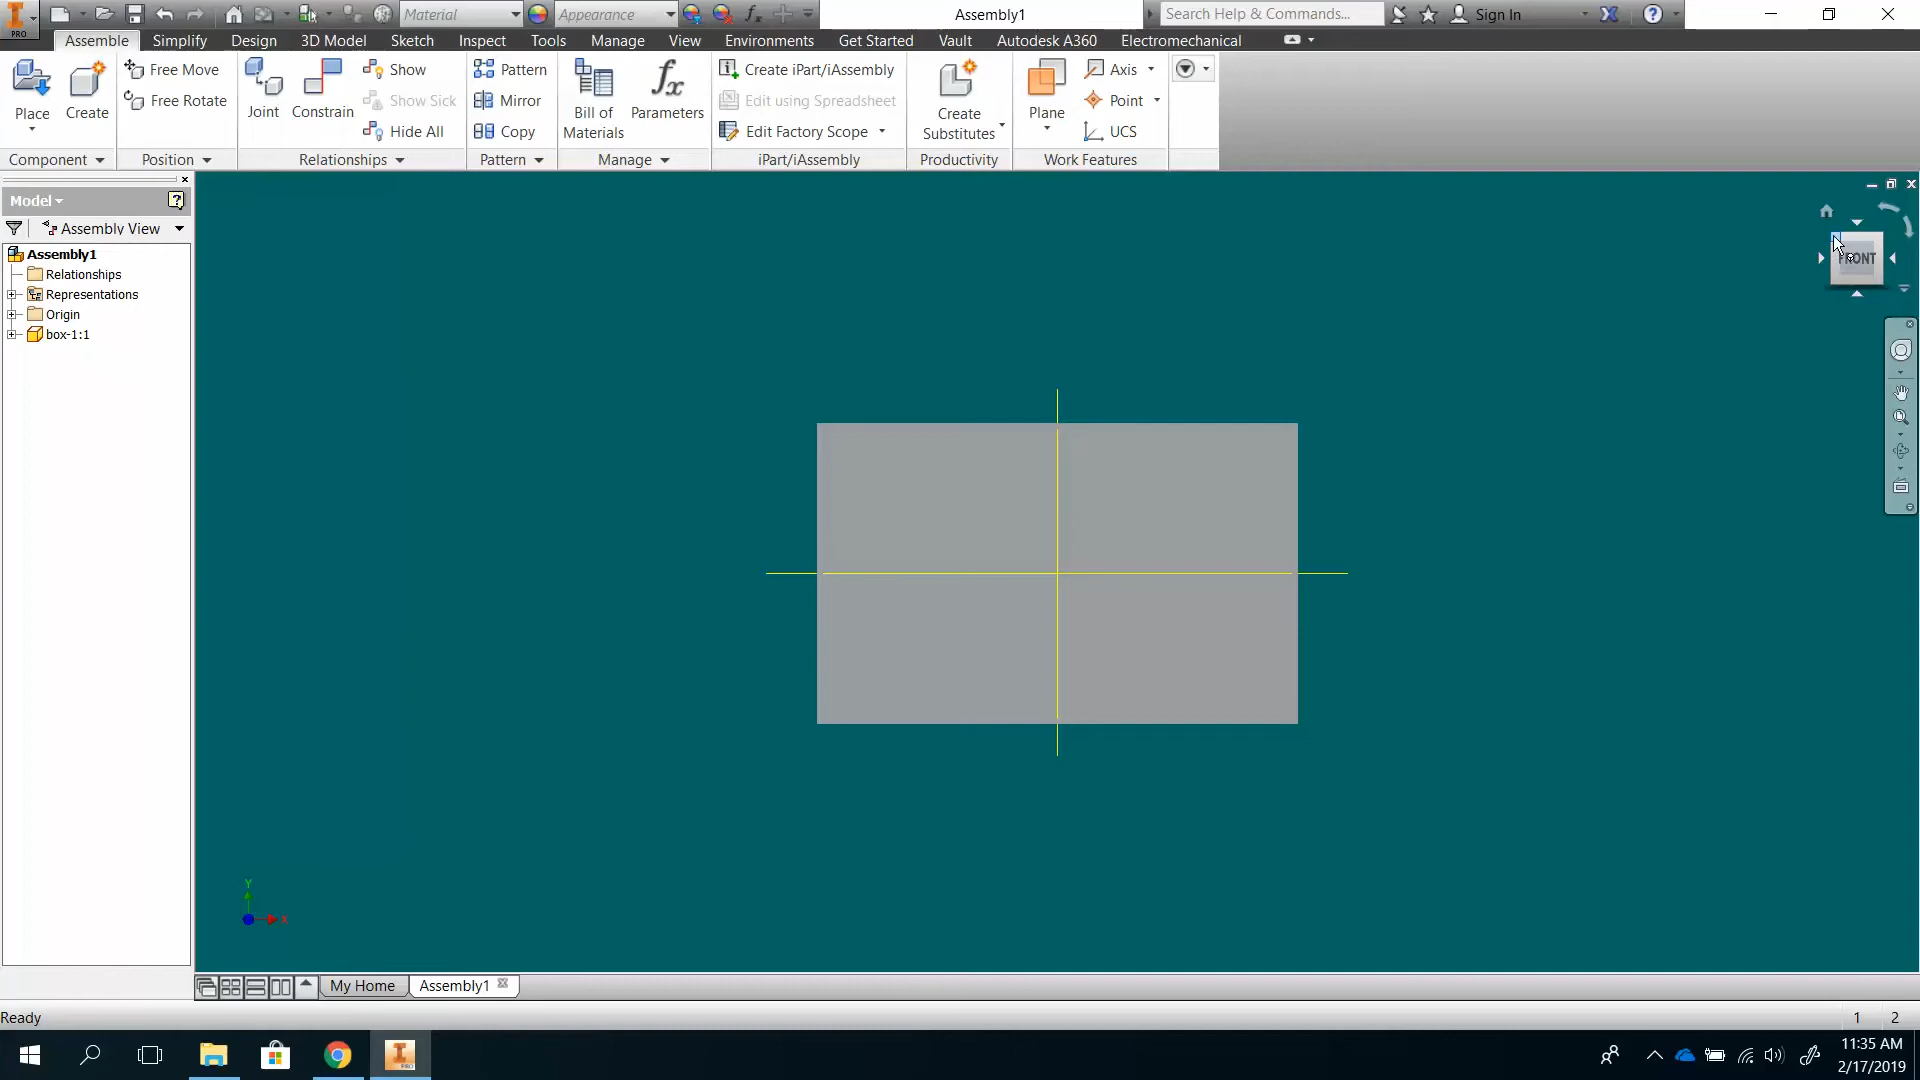 Material
Appearance
Assembly1
Search Help & Commands...
Sign In
PRO
Assemble Simplify Design 3D Model Sketch Inspect Tools Manage View Environments Get Started Vault Autodesk A360 Electromechanical
Place
Create
Free Move
Free Rotate
Joint
Constrain
Show
Show Sick
Hide All
Pattern
Mirror
Copy
Bill of
Materials
fx
Parameters
Create iPart/iAssembly
Edit using Spreadsheet
Edit Factory Scope
Create
Substitutes
Plane
Axis
Point
UCS
Component Position Relationships Pattern Manage iPart/iAssembly Productivity Work Features
Model
Assembly View
Assembly1
Relationships
Representations
Origin
box-1:1
FRONT
Y
X
My Home
Assembly1
Ready
1 2
PRO
11:35 AM
2/17/2019